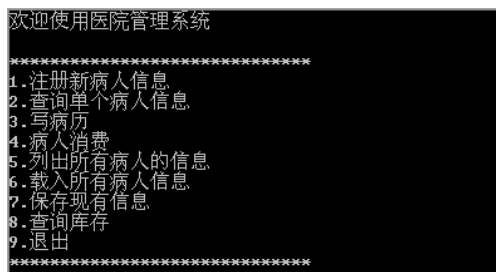 欢迎使用医院管理系统
******************************
1.注册新病人信息
2.查询单个病人信息
3.写病历
4.病人消费
5.列出所有病人的信息
6.载入所有病人信息
7.保存现有信息
8.查询库存
9.退出
******************************